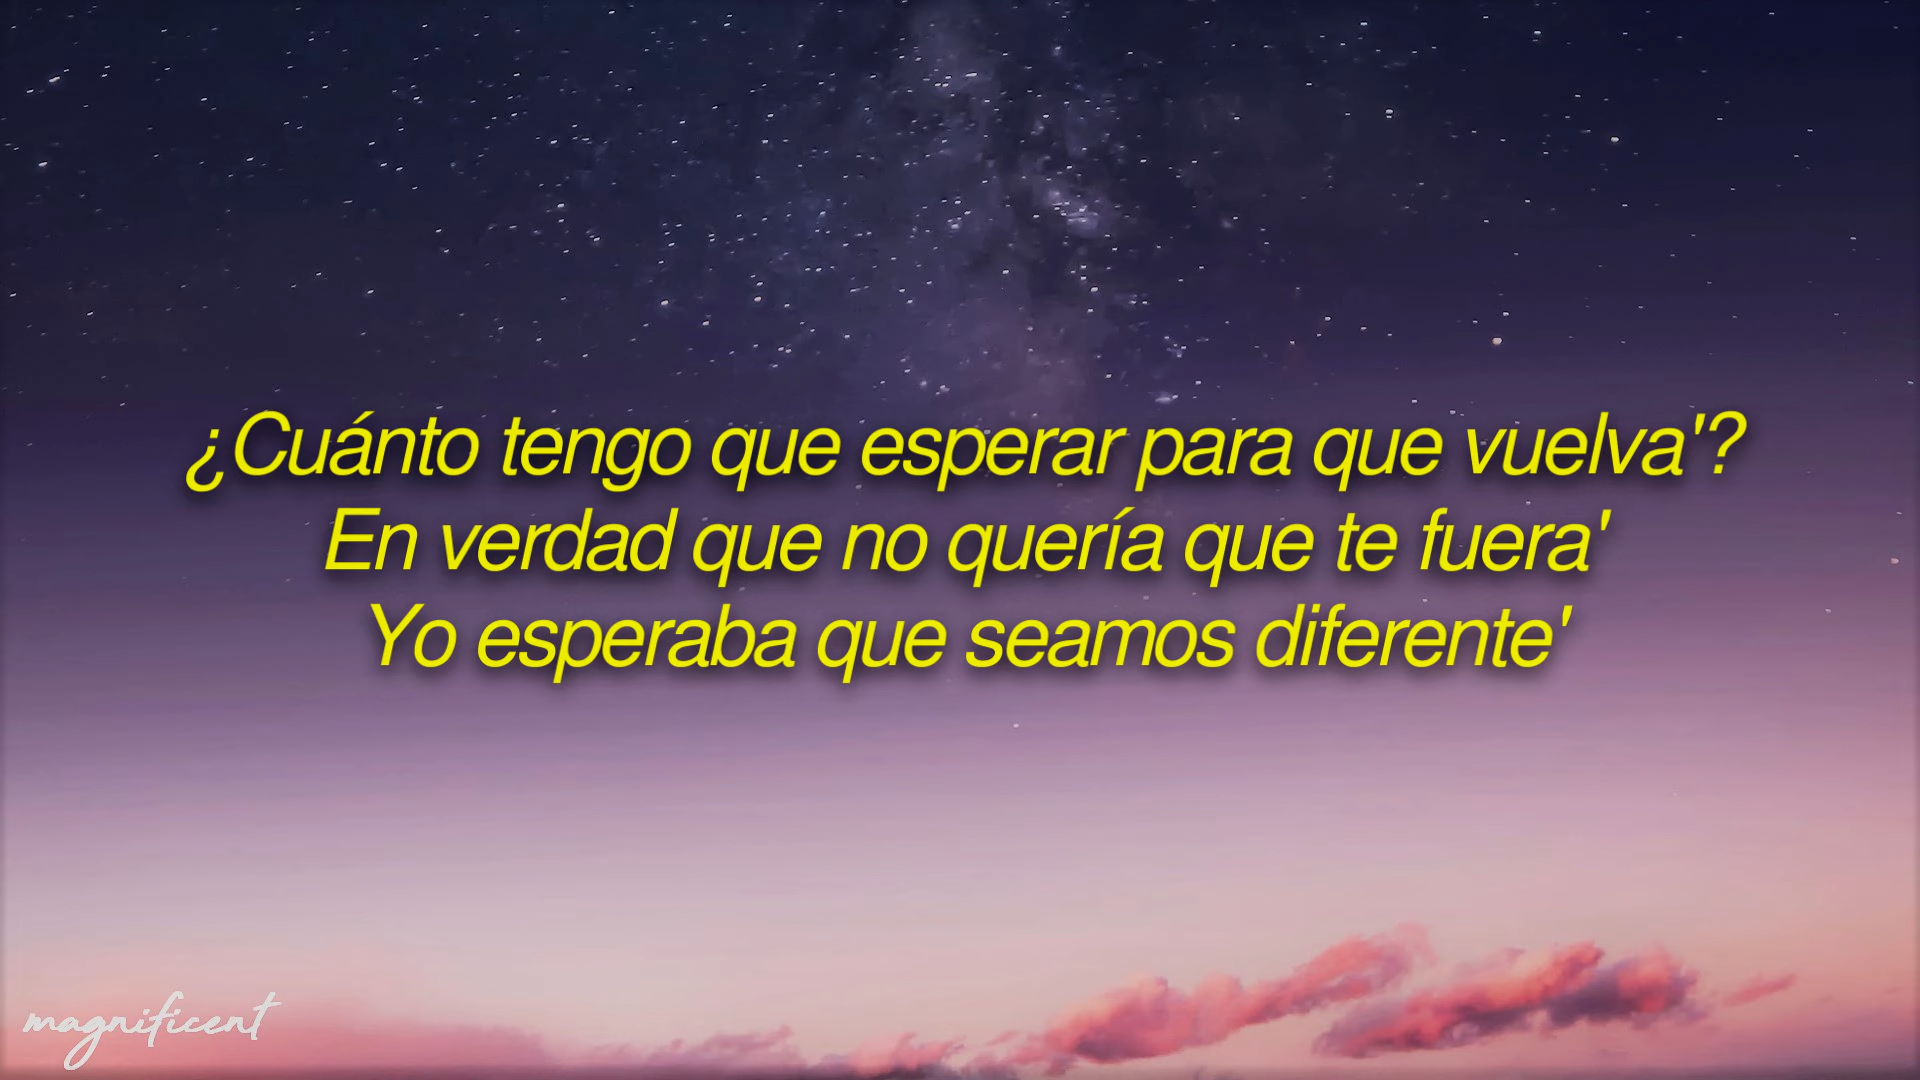 ¿Cuánto tengo que esperar para que vuelva'?
En verdad que no quería que te fuera'
Yo esperaba que seamos diferente'
magnificent